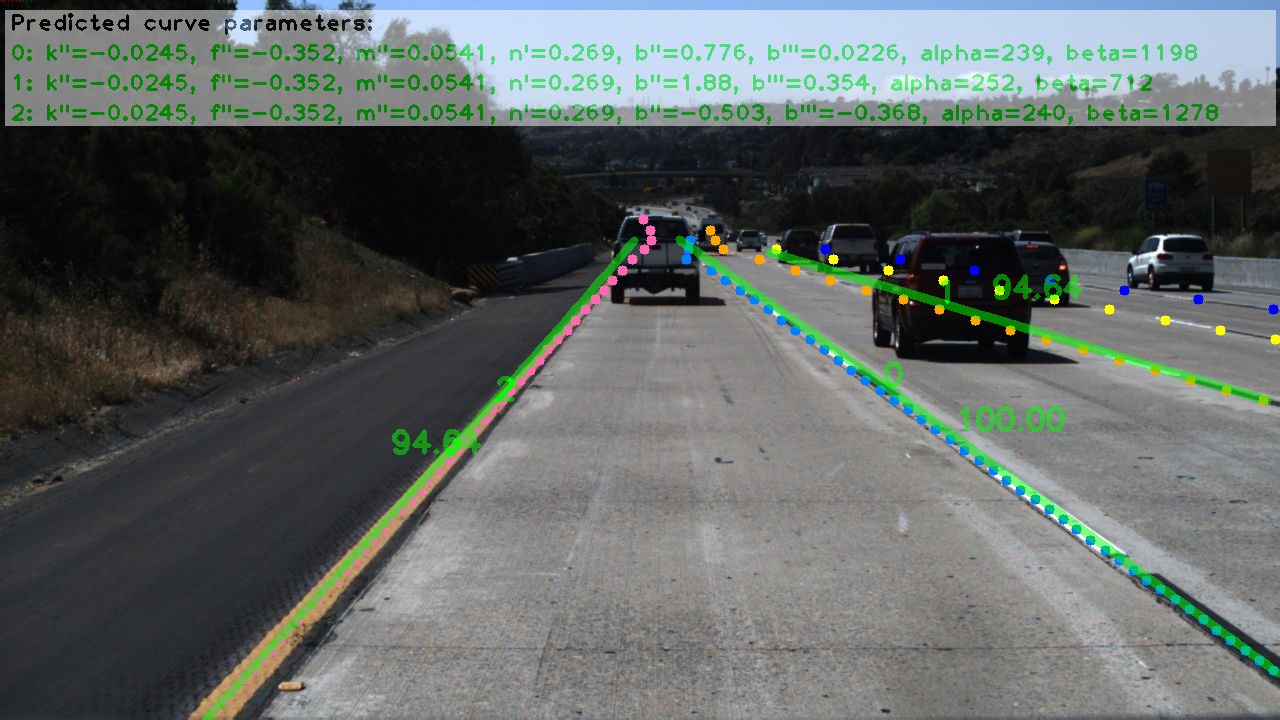 Predicted curve parameters:
0: k''=-0.0245, f''=-0.352, m''=0.0541, n'=0.269, b''=0.776, b'''=0.0226, alpha=239, beta=1198
1: k''=-0.0245, f''=-0.352, m''=0.0541, n'=0.269, b''=1.88, b'''=0.354, alpha=252, beta=712
2: k''=-0.0245, f''=-0.352, m''=0.0541, n'=0.269, b''=-0.503, b'''=-0.368, alpha=240, beta=1278
1
94.64
2
0
94.64
100.00